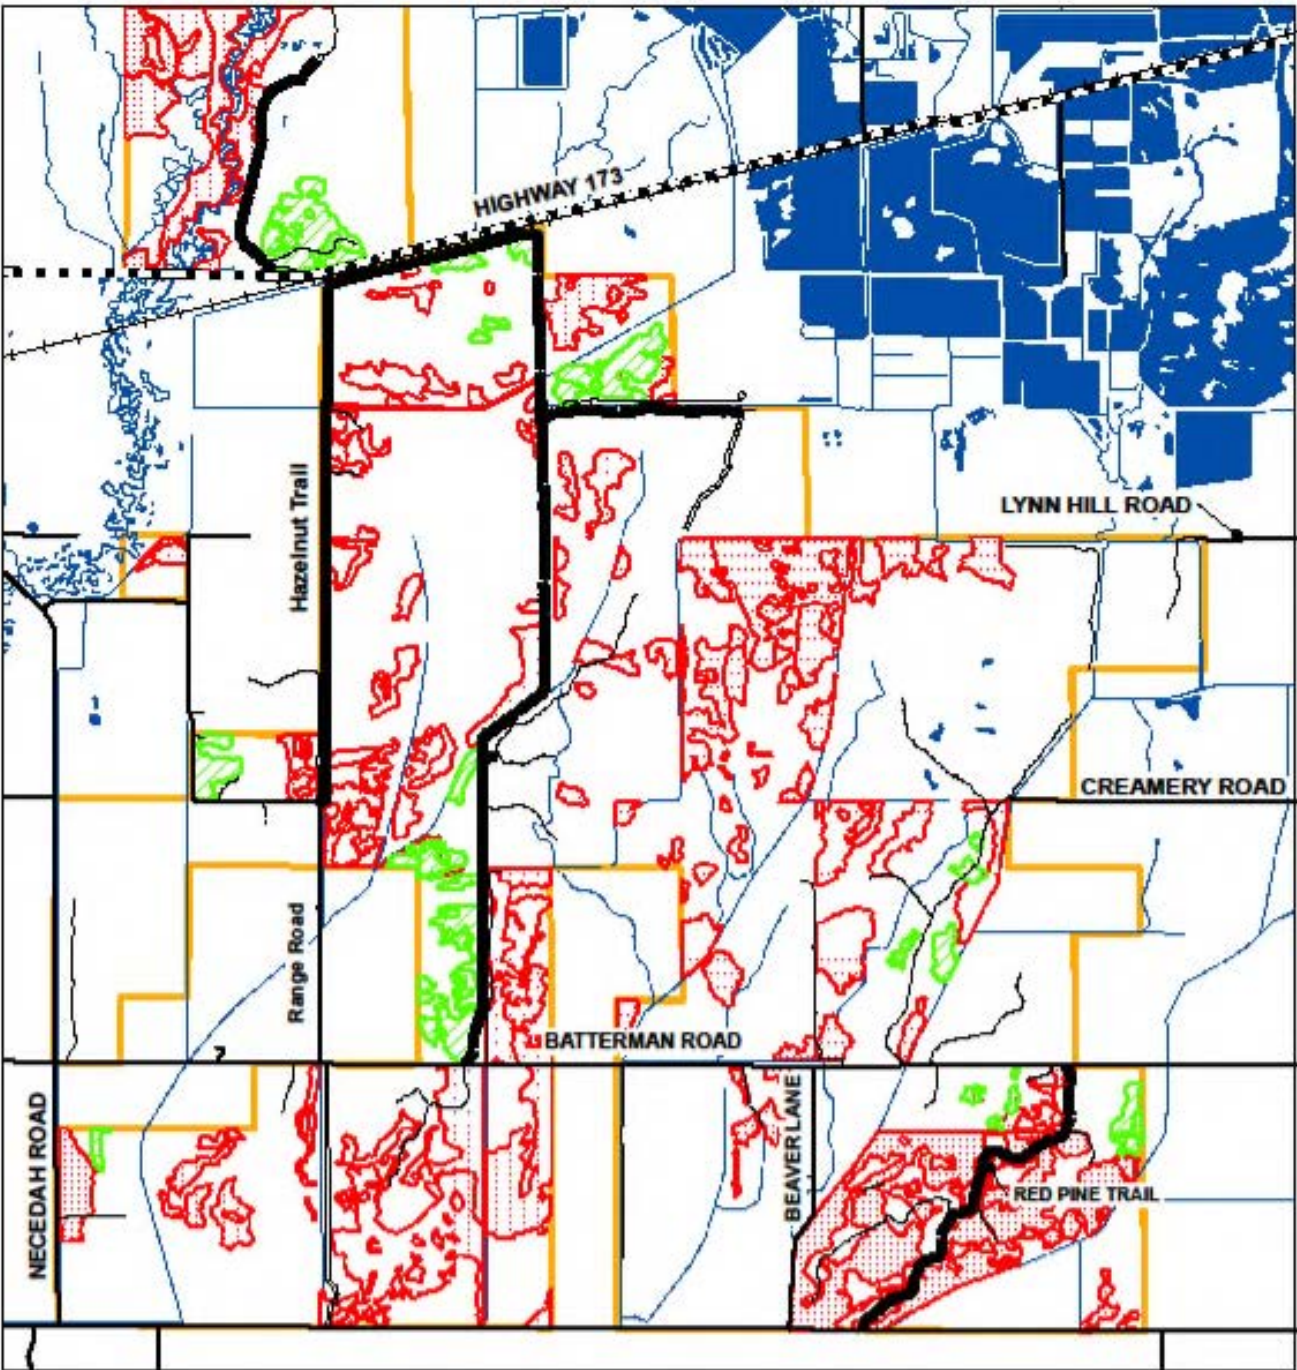 HIGHWAY 173
LYNN HILL ROAD
Hazelnut Trail
CREAMERY ROAD
Range Road
BATTERMAN ROAD
NECEDAH ROAD
BEAVER LANE
RED PINE TRAIL